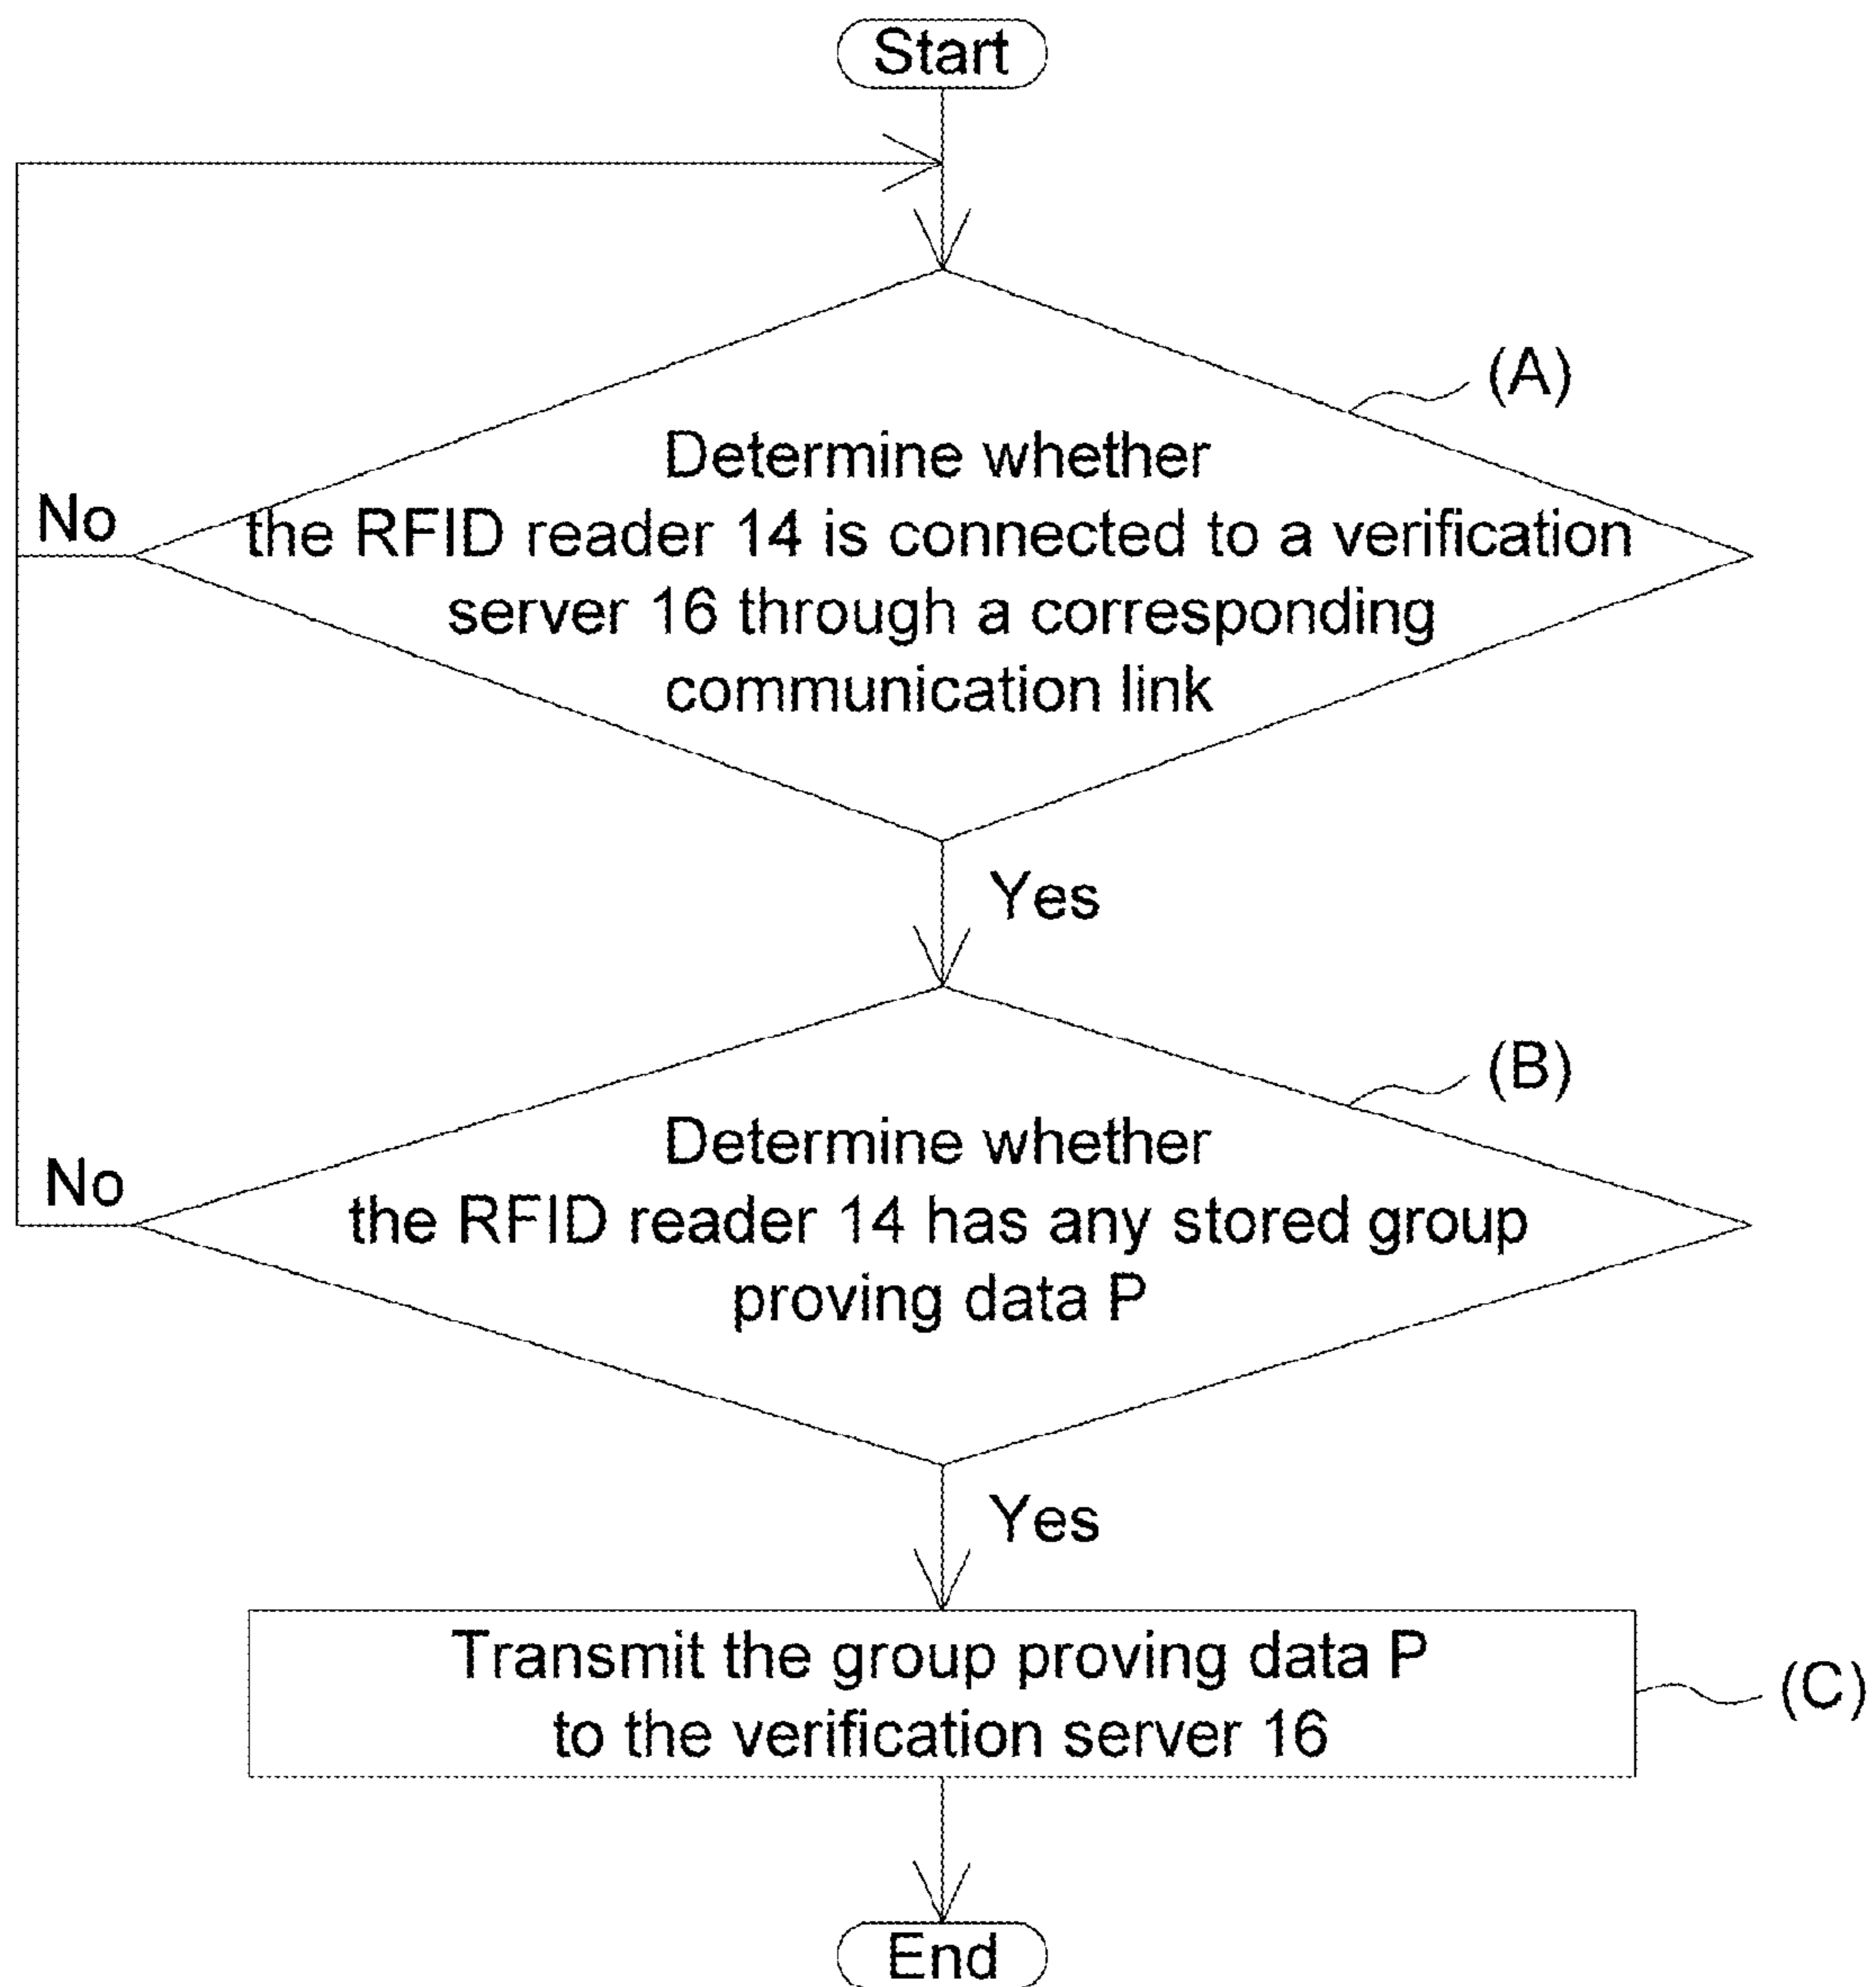 Start
(A)
Determine whether
No
the RFID reader 14 is connected to a verification
server 16 through a corresponding
communication link
Yes
(B)
Determine whether
No
the RFID reader 14 has any stored group
proving data P
Yes
Transmit the group proving data P
(C)
to the verification server 16
End